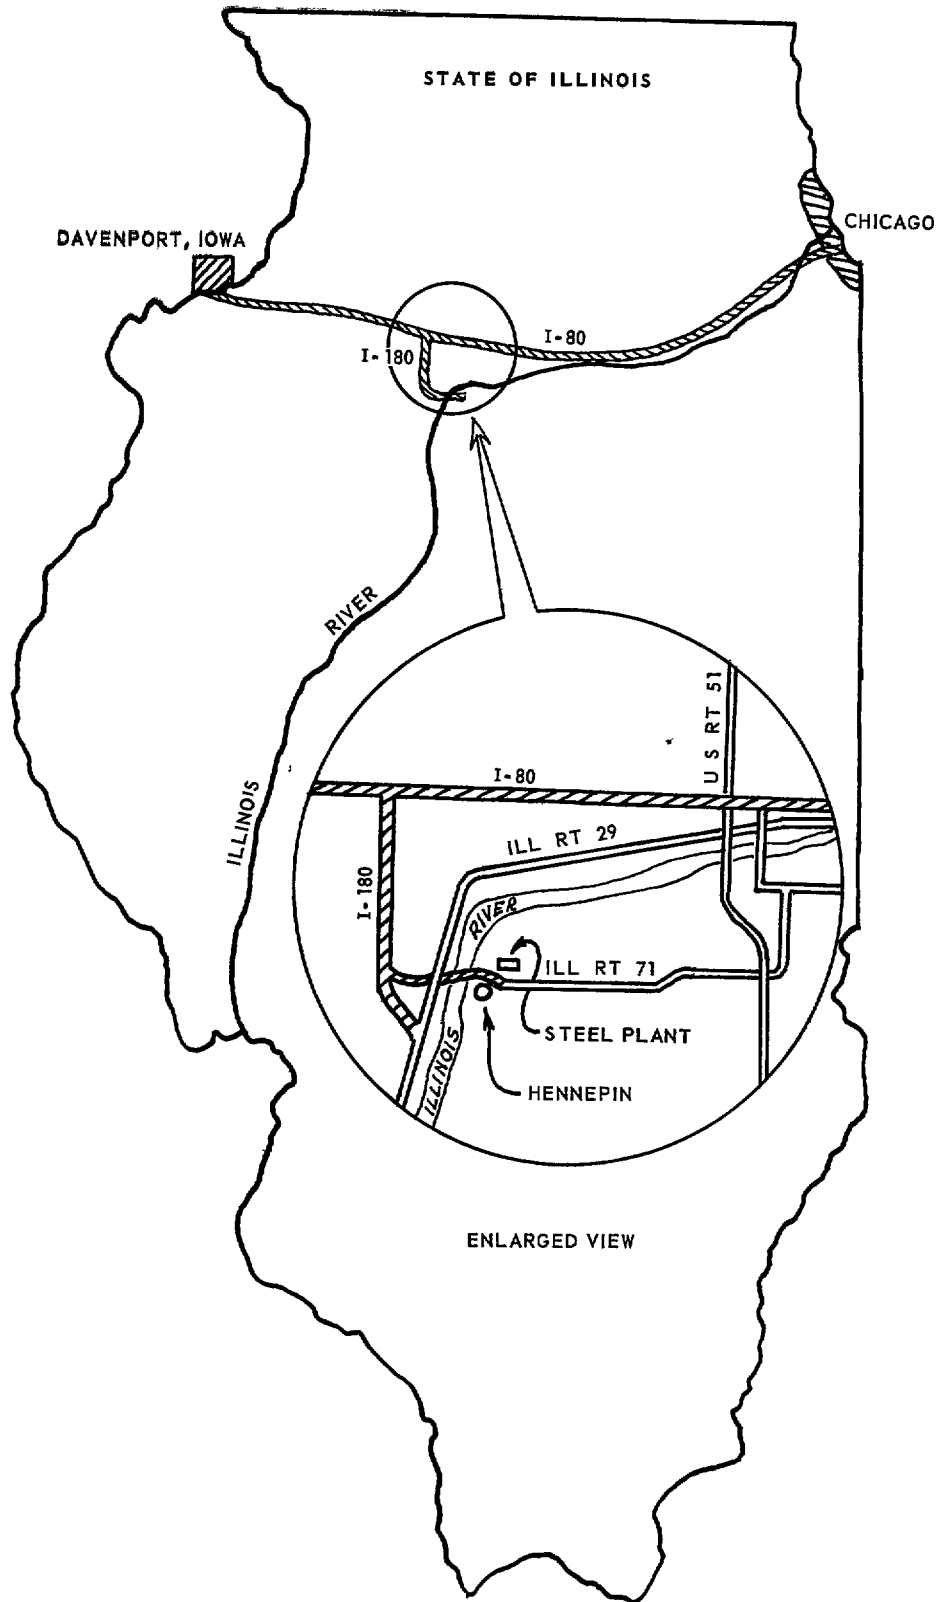 STATE OF ILLINOIS
CHICAGO
DAVENPORT, IOWA
I-80
I-180
RIVER
ILLINOIS
U S RT 51
I-80
ILL RT 29
I-180
RIVER
ILL RT 71
STEEL PLANT
ILLINOIS
HENNEPIN
ENLARGED VIEW